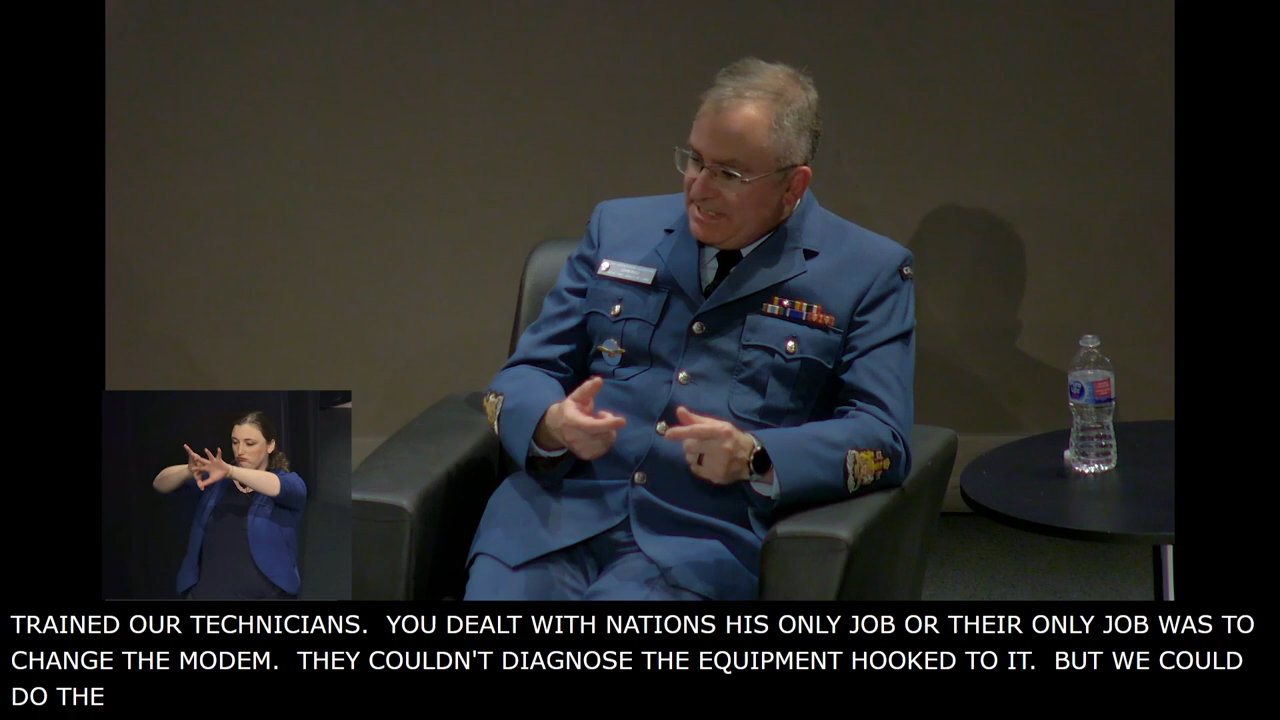 TRAINED OUR TECHNICIANS.  YOU DEALT WITH NATIONS HIS ONLY JOB OR THEIR ONLY JOB WAS TO
CHANGE THE MODEM.  THEY COULDN'T DIAGNOSE THE EQUIPMENT HOOKED TO IT.  BUT WE COULD
DO THE